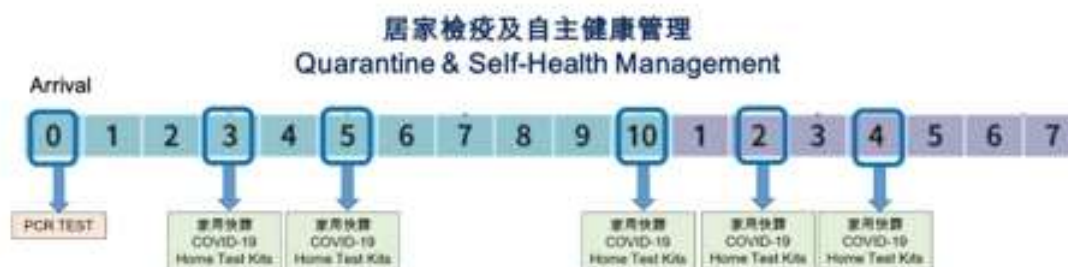 居家檢疫及自主健康管理
Quarantine & Self-Health Management
Arrival
0 1 2 3 4 5 6 7 8 9 10 1 2 3 4 5 6 7
PCR TEST
家用快篩
COVID-19
Home Test Kits
家用快篩
COVID-19
Home Test Kits
家用快篩
COVID-19
Home Test Kits
家用快篩
COVID-19
Home Test Kits
家用快篩
COVID-19
Home Test Kits